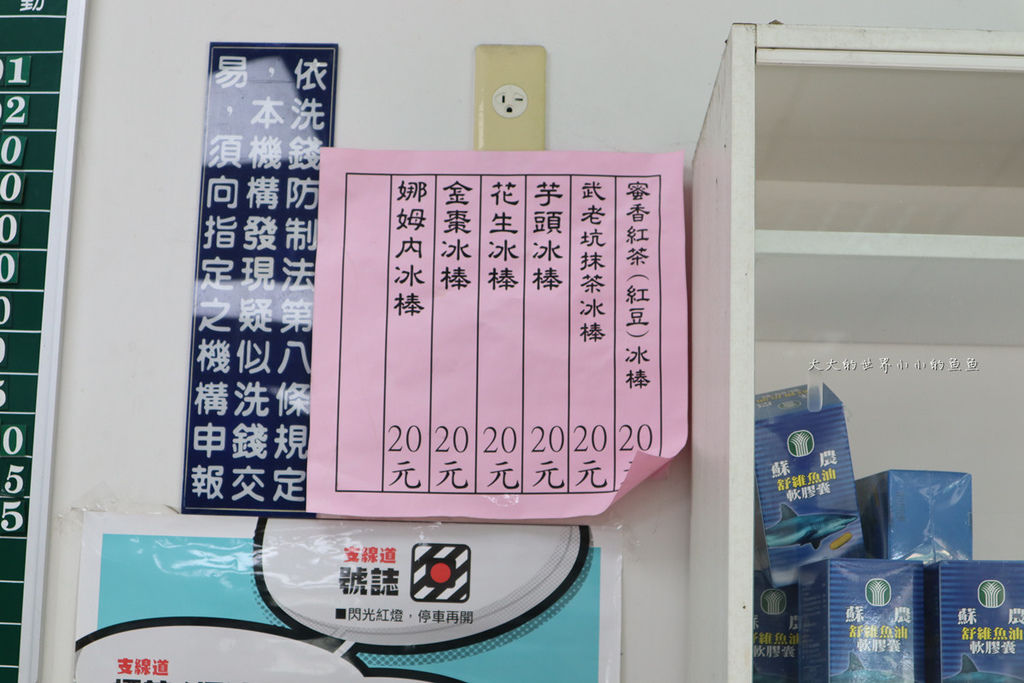 依洗錢防制法第八條規定
，本機構發現疑似洗錢交
易，須向指定之機構申報
蜜香紅茶(紅豆)冰棒 20元
武老坑抹茶冰棒 20元
芋頭冰棒 20元
花生冰棒 20元
金棗冰棒 20元
娜姆內冰棒 20元
支線道
號誌
■閃光紅燈，停車再開
支線道
大大的世界小小的魚魚
蘇農
舒維魚油
軟膠囊
蘇農
舒維魚油
軟膠囊
蘇農
舒維魚油
軟膠囊